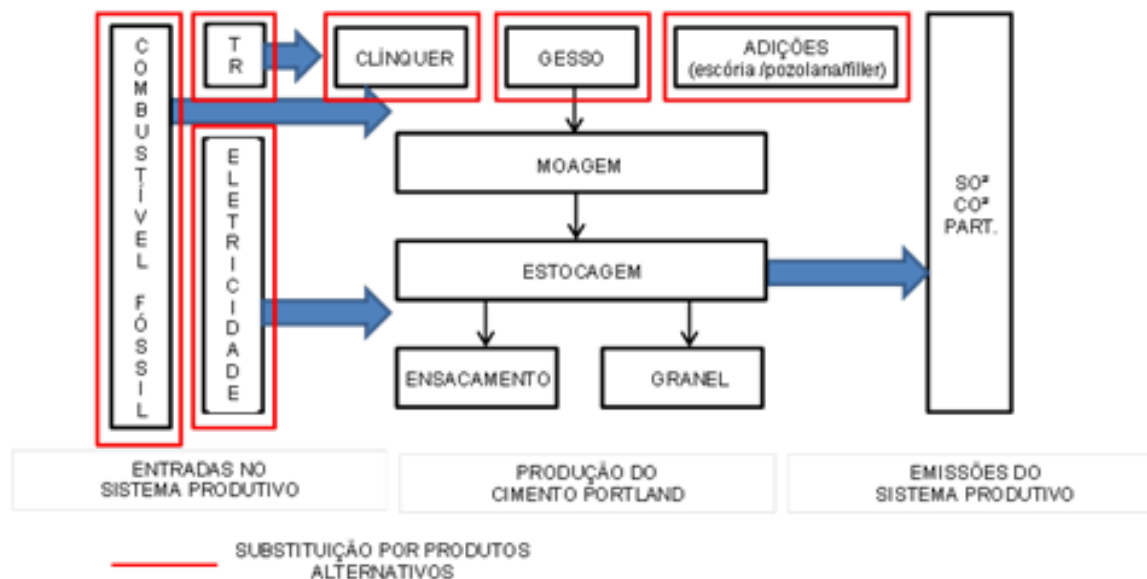 COMBUSTÍVEL FÓSSIL
TR
CLÍNQUER
GESSO
ADIÇÕES
(escória /pozolana/filler)
ELETRICIDADE
MOAGEM
ESTOCAGEM
ENSACAMENTO
GRANEL
SO²
CO²
PART.
ENTRADAS NO
SISTEMA PRODUTIVO
PRODUÇÃO DO
CIMENTO PORTLAND
EMISSÕES DO
SISTEMA PRODUTIVO
SUBSTITUIÇÃO POR PRODUTOS
ALTERNATIVOS